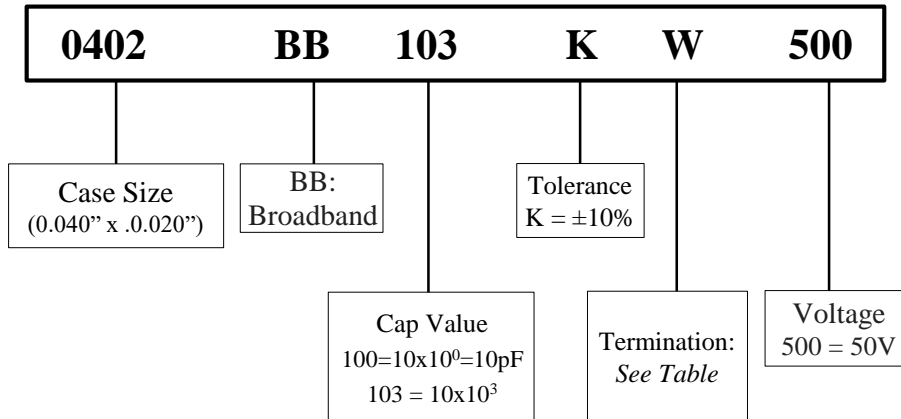 0402 BB 103 K W 500
Case Size
(0.040” x .0.020”)
BB:
Broadband
Tolerance
K = ±10%
Cap Value
100=10x10⁰=10pF
103 = 10x10³
Termination:
See Table
Voltage
500 = 50V